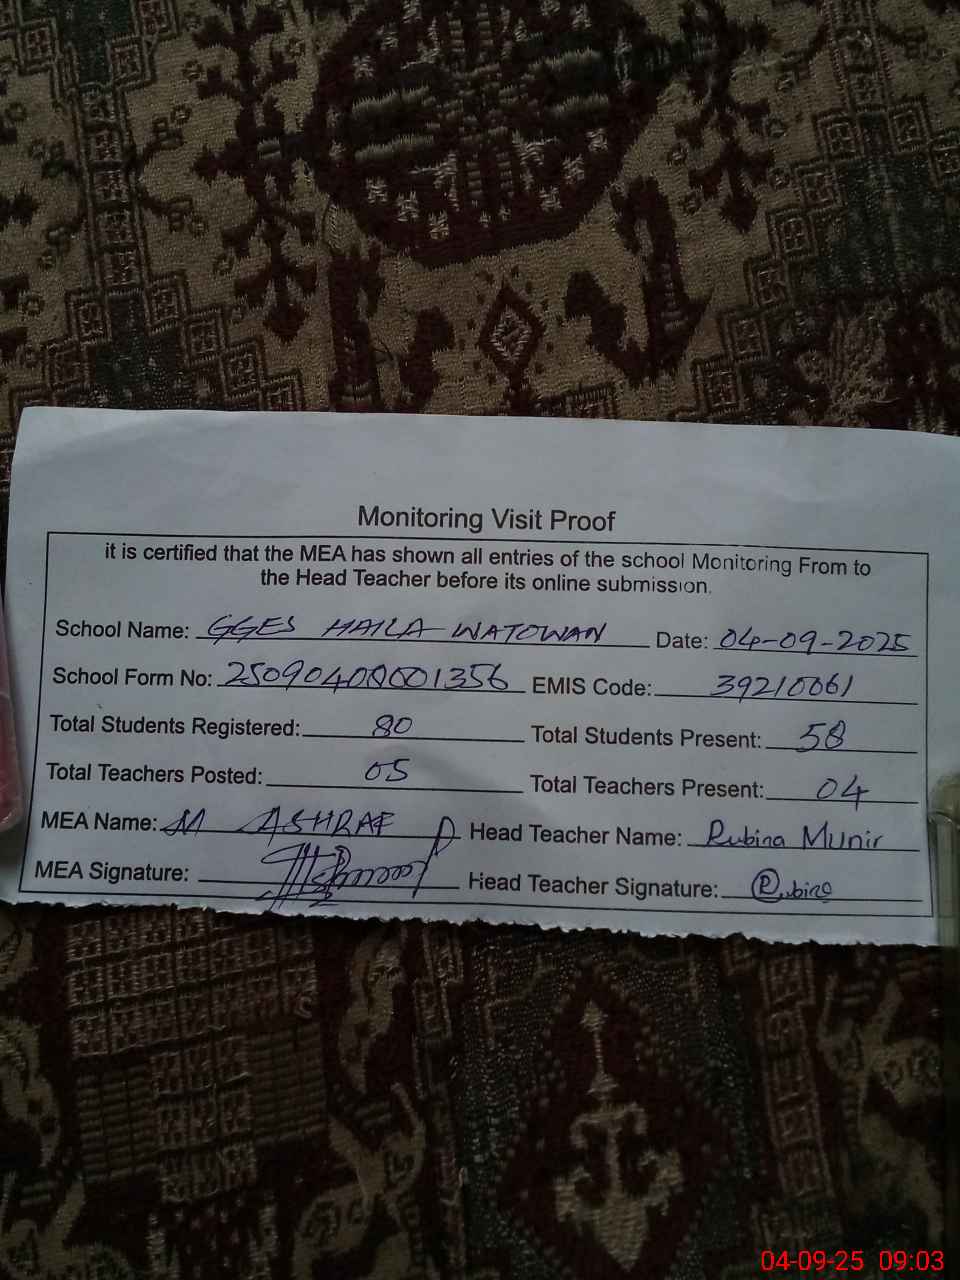 Monitoring Visit Proof
it is certified that the MEA has shown all entries of the school Monitoring From to
the Head Teacher before its online submission.
School Name: GGES HAILA WATOWAN Date: 04-09-2025
School Form No: 25090400001356 EMIS Code: 39210061
Total Students Registered: 80 Total Students Present: 58
Total Teachers Posted: 05 Total Teachers Present: 04
MEA Name: M ASHRAF Head Teacher Name: Rubina Munir
MEA Signature: Head Teacher Signature: Rubina
04-09-25 09:03